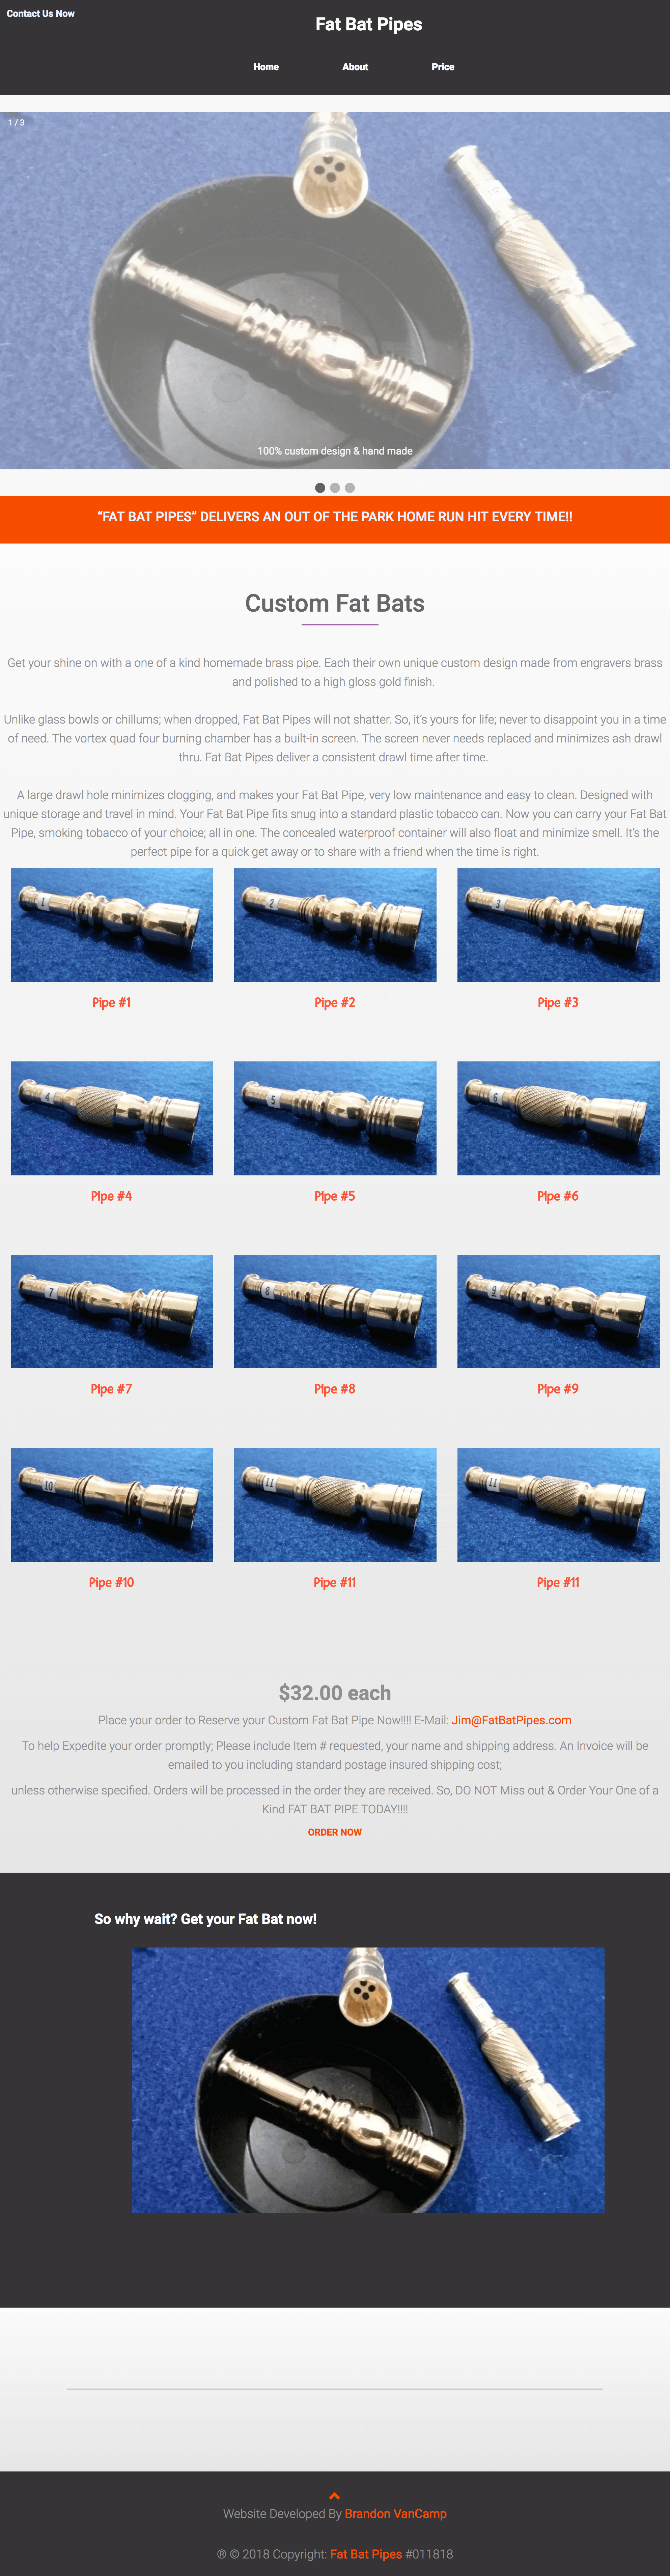 Contact Us Now
Fat Bat Pipes
Home About Price
1 / 3
100% custom design & hand made
“FAT BAT PIPES” DELIVERS AN OUT OF THE PARK HOME RUN HIT EVERY TIME!!
Custom Fat Bats
Get your shine on with a one of a kind homemade brass pipe. Each their own unique custom design made from engravers brass
and polished to a high gloss gold finish.
Unlike glass bowls or chillums; when dropped, Fat Bat Pipes will not shatter. So, it’s yours for life; never to disappoint you in a time
of need. The vortex quad four burning chamber has a built-in screen. The screen never needs replaced and minimizes ash drawl
thru. Fat Bat Pipes deliver a consistent drawl time after time.
A large drawl hole minimizes clogging, and makes your Fat Bat Pipe, very low maintenance and easy to clean. Designed with
unique storage and travel in mind. Your Fat Bat Pipe fits snug into a standard plastic tobacco can. Now you can carry your Fat Bat
Pipe, smoking tobacco of your choice; all in one. The concealed waterproof container will also float and minimize smell. It’s the
perfect pipe for a quick get away or to share with a friend when the time is right.
1 2 3
Pipe #1 Pipe #2 Pipe #3
4 5 6
Pipe #4 Pipe #5 Pipe #6
7 8 9
Pipe #7 Pipe #8 Pipe #9
10 11 11
Pipe #10 Pipe #11 Pipe #11
$32.00 each
Place your order to Reserve your Custom Fat Bat Pipe Now!!!! E-Mail: Jim@FatBatPipes.com
To help Expedite your order promptly; Please include Item # requested, your name and shipping address. An Invoice will be
emailed to you including standard postage insured shipping cost;
unless otherwise specified. Orders will be processed in the order they are received. So, DO NOT Miss out & Order Your One of a
Kind FAT BAT PIPE TODAY!!!!
ORDER NOW
So why wait? Get your Fat Bat now!
Website Developed By Brandon VanCamp
® © 2018 Copyright: Fat Bat Pipes #011818